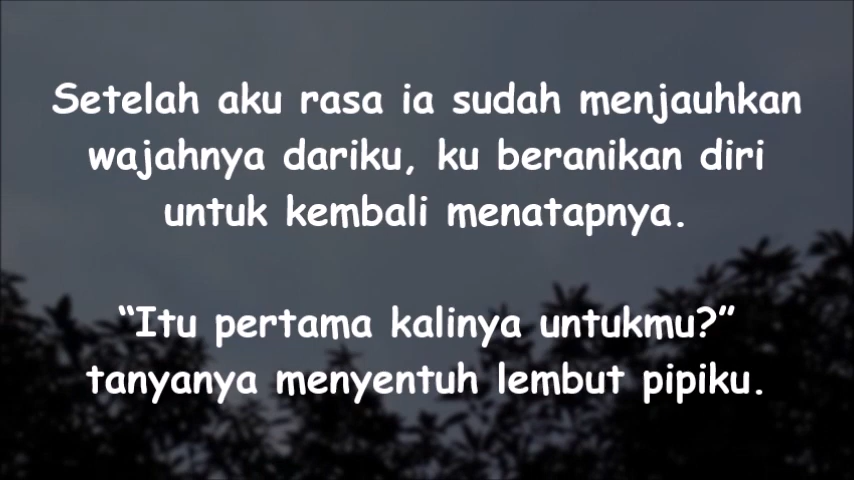 Setelah aku rasa ia sudah menjauhkan
wajahnya dariku, ku beranikan diri
untuk kembali menatapnya.
“Itu pertama kalinya untukmu?”
tanyanya menyentuh lembut pipiku.